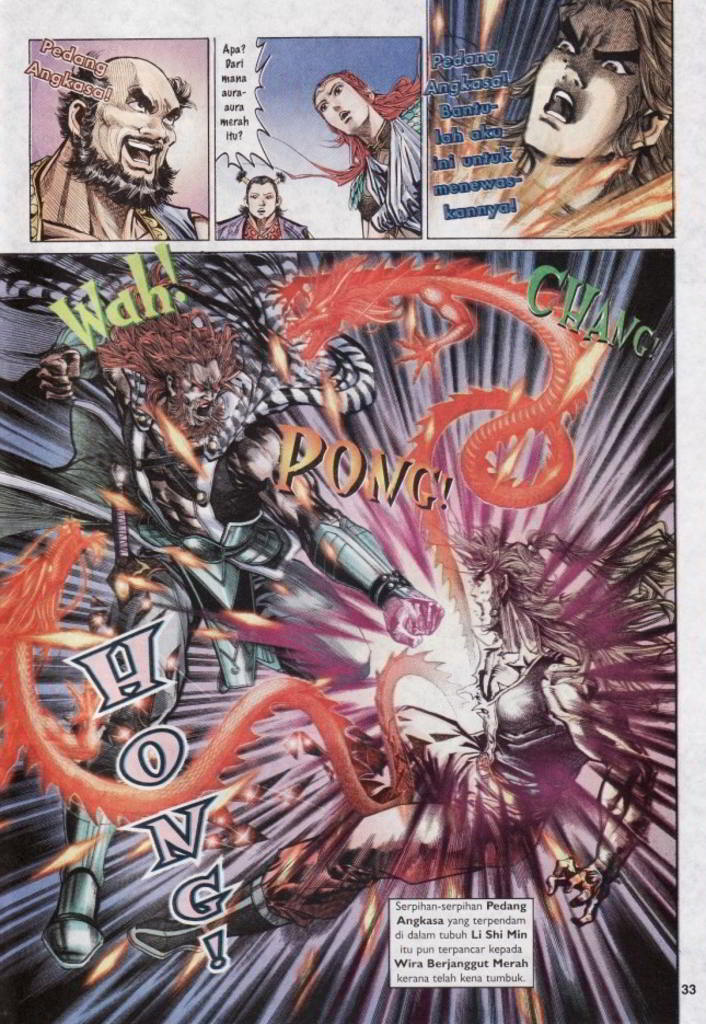 Pedang
Angkasa!
Apa?
Dari
mana
aura-
aura
merah
itu?
Pedang
Angkasa!
Bantu-
lah aku
ini untuk
menewas-
kannya!
Wah!
CHANG!
PONG!
HONG!
Serpihan-serpihan Pedang
Angkasa yang terpendam
di dalam tubuh Li Shi Min
itu pun terpancar kepada
Wira Berjanggut Merah
kerana telah kena tumbuk.
33